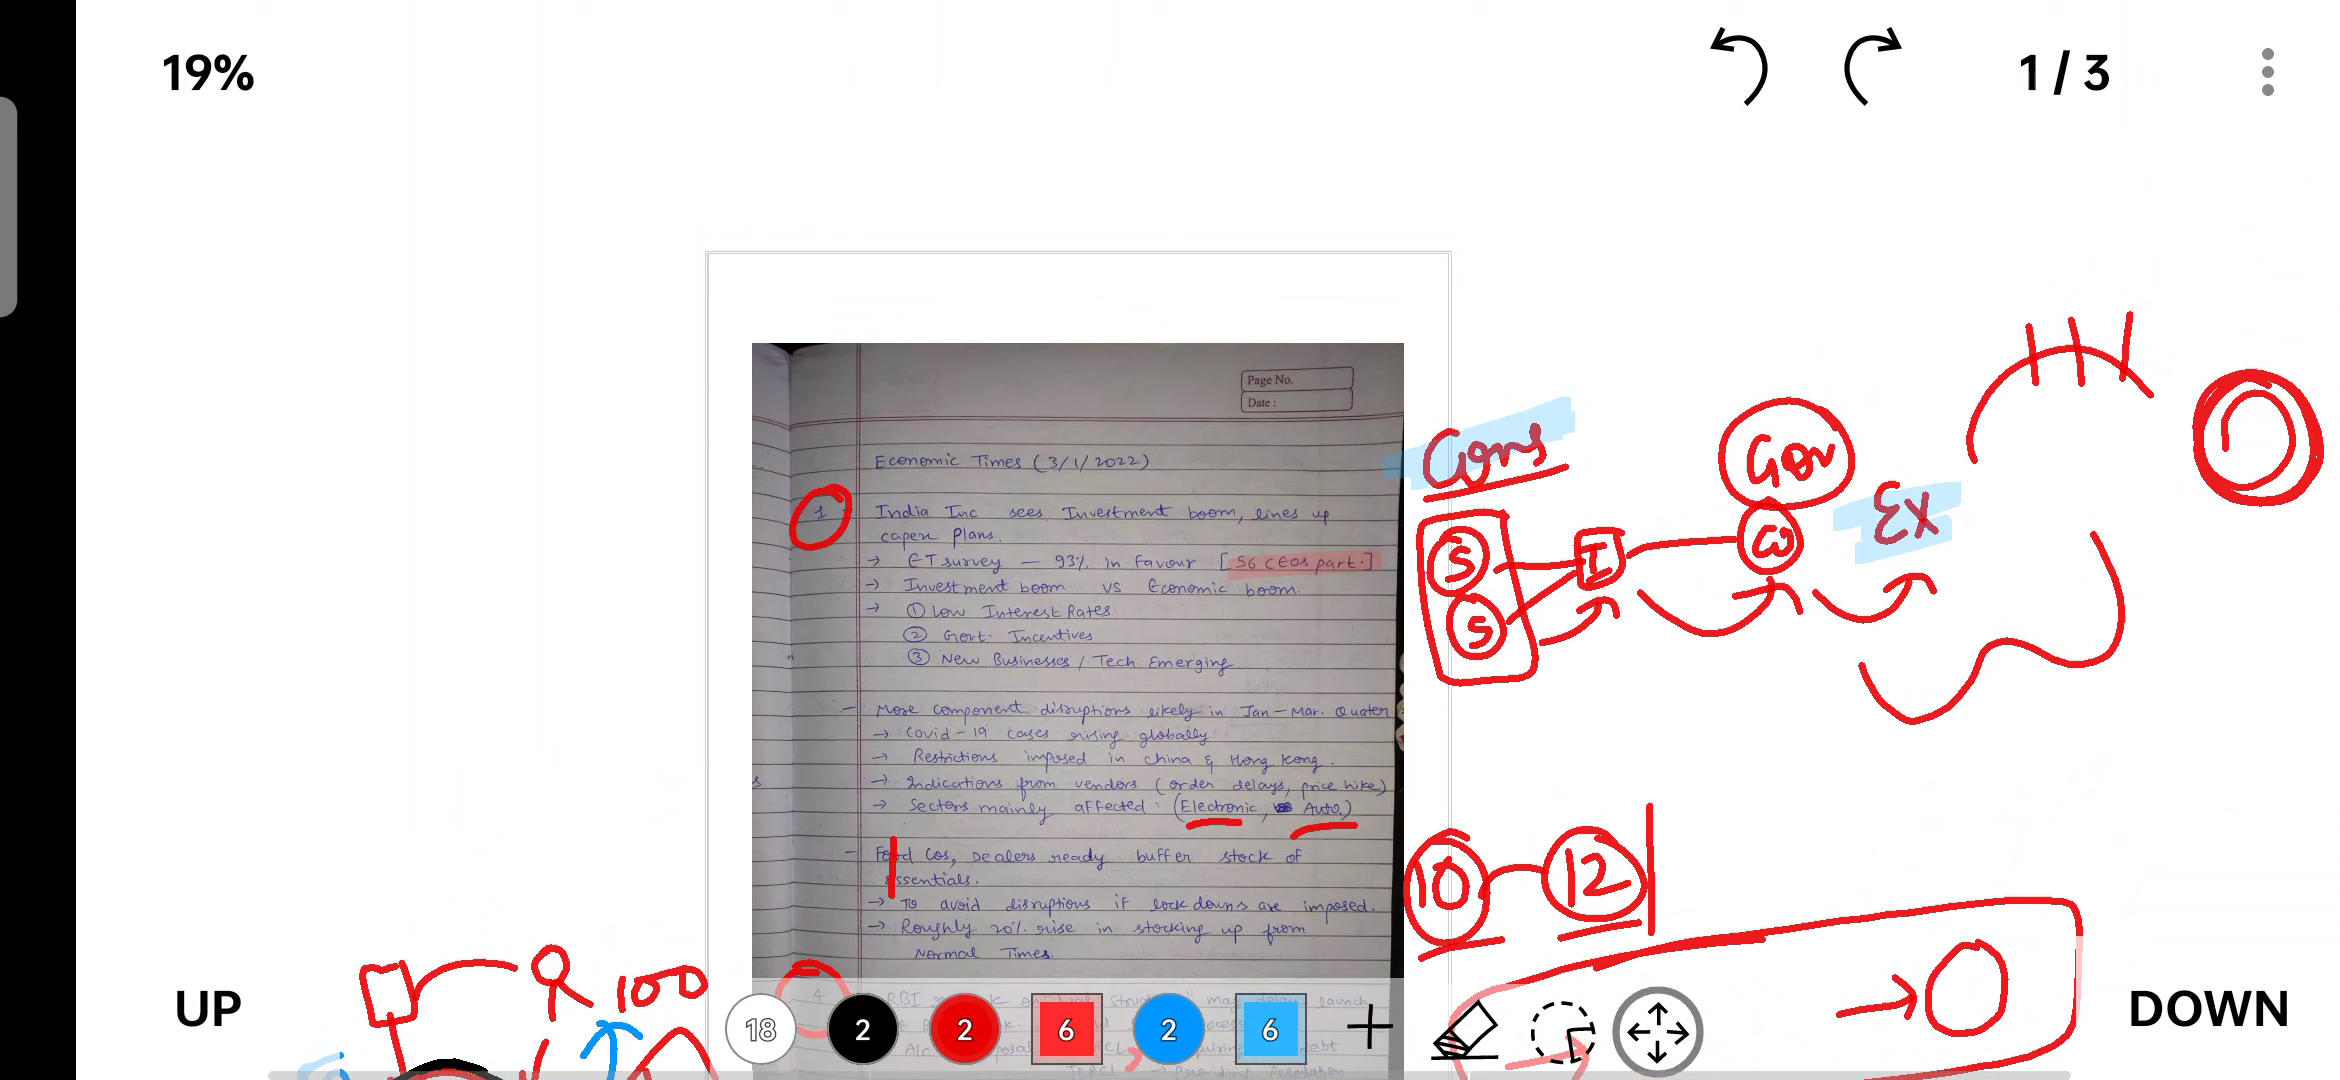 19%
1 / 3
Page No.
Date :
Economic Times (3/1/2022)
1 India Inc sees Investment boom, lines up
capex plans.
→ ET survey — 93% in favour [56 CEOs part.]
→ Investment boom vs Economic boom.
→ ① Low Interest Rates
② Govt. Incentives
③ New Businesses / Tech Emerging
- More component disruptions likely in Jan - Mar. Quater
→ Covid-19 cases rising globally
→ Restrictions imposed in China & Hong Kong.
→ Indications from vendors (order delays, price hike)
→ Sectors mainly affected : (Electronic, Auto.)
- Food Cos, Dealers ready buffer stock of
essentials.
→ To avoid disruptions if lock downs are imposed.
→ Roughly 20% rise in stocking up from
Normal Times.
4 RBI may delay launch
Cons
Gov
Ex
S
I
W
S
10 12
100
UP
18 2 2 6 2 6 +
DOWN